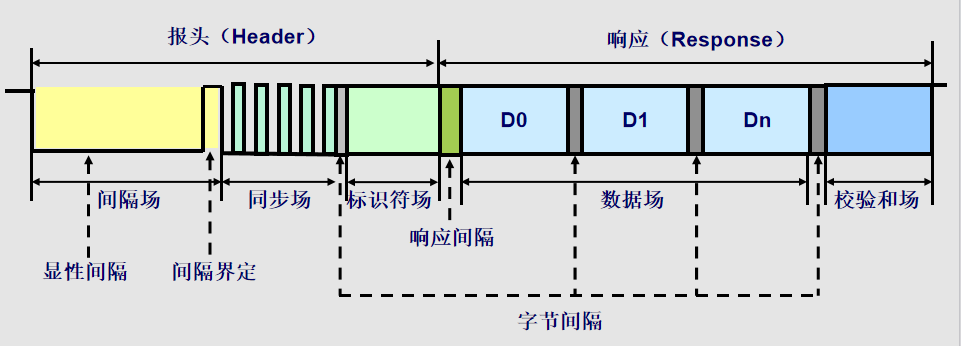 报头（Header） 响应（Response）
D0 D1 Dn
间隔场 同步场 标识符场 数据场 校验和场
响应间隔
显性间隔 间隔界定
字节间隔